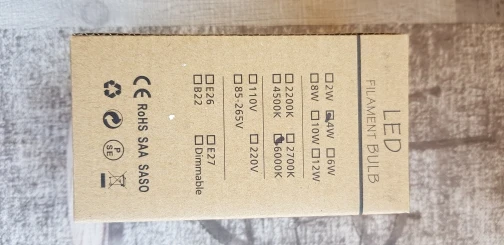 LED
FILAMENT BULB
☐2W ☑4W ☐6W
☐8W ☐10W ☐12W
☐2200K ☐2700K
☐4500K ☑6000K
☐110V ☐220V
☐85-265V
☐E26 ☐E27
☐B22 ☐Dimmable
CE RoHS SAA SASO
PSE